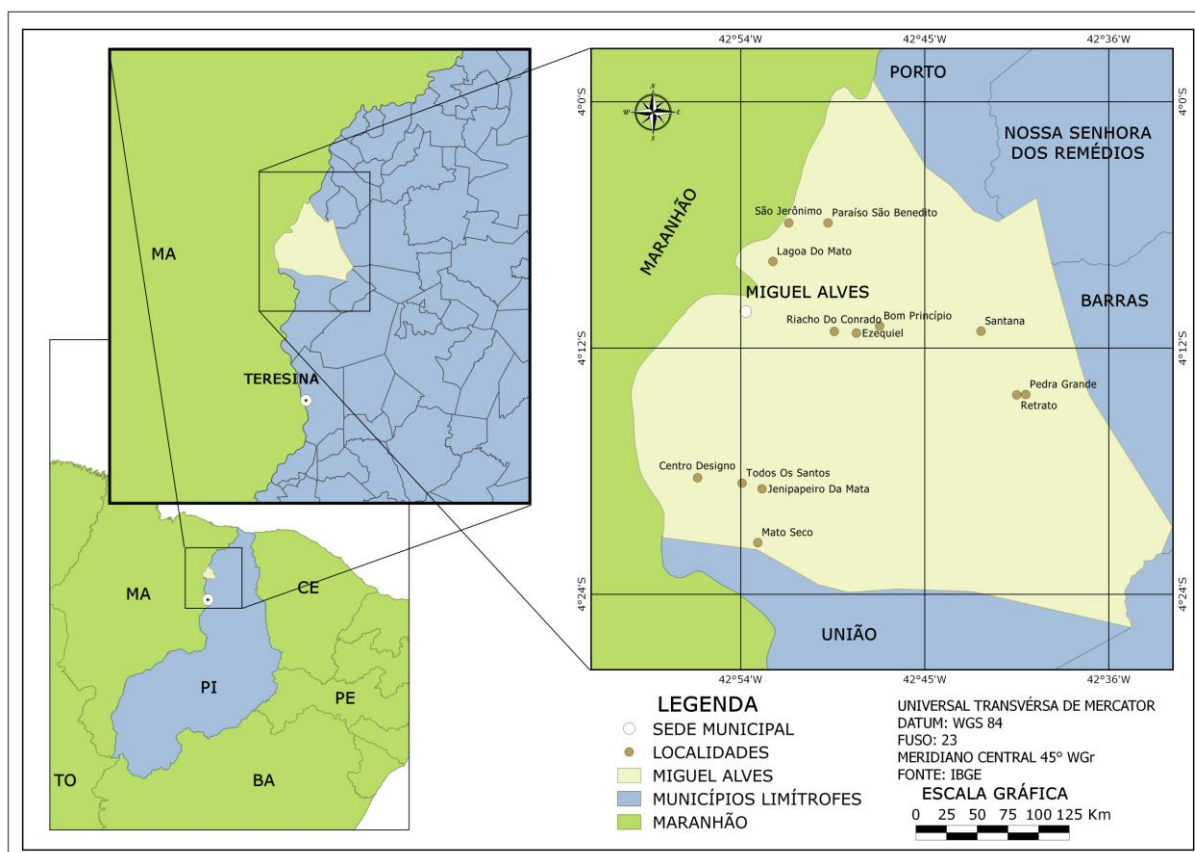 MA
TERESINA
MA
CE
PI
PE
TO
BA
42°54'W
42°45'W
42°36'W
4°0'S
4°12'S
4°24'S
4°0'S
4°12'S
4°24'S
42°54'W
42°45'W
42°36'W
N
W
E
S
PORTO
NOSSA SENHORA
DOS REMÉDIOS
MARANHÃO
São Jerônimo
Paraíso São Benedito
Lagoa Do Mato
MIGUEL ALVES
BARRAS
Riacho Do Conrado
Bom Princípio
Ezequiel
Santana
Pedra Grande
Retrato
Centro Designo
Todos Os Santos
Jenipapeiro Da Mata
Mato Seco
UNIÃO
LEGENDA
SEDE MUNICIPAL
LOCALIDADES
MIGUEL ALVES
MUNICÍPIOS LIMÍTROFES
MARANHÃO
UNIVERSAL TRANSVÉRSA DE MERCATOR
DATUM: WGS 84
FUSO: 23
MERIDIANO CENTRAL 45° WGr
FONTE: IBGE
ESCALA GRÁFICA
0 25 50 75 100 125 Km